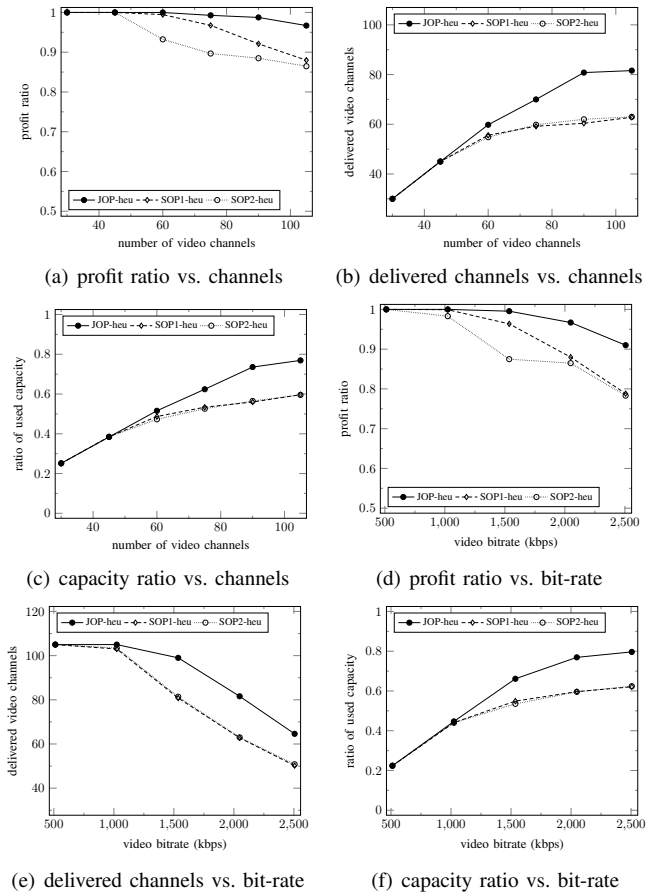 1
0.9
0.8
0.7
0.6
0.5
profit ratio
JOP-heu SOP1-heu SOP2-heu
40 60 80 100
number of video channels
(a) profit ratio vs. channels
100
80
60
40
delivered video channels
JOP-heu SOP1-heu SOP2-heu
40 60 80 100
number of video channels
(b) delivered channels vs. channels
1
0.8
0.6
0.4
0.2
0
ratio of used capacity
JOP-heu SOP1-heu SOP2-heu
40 60 80 100
number of video channels
(c) capacity ratio vs. channels
1
0.9
0.8
0.7
0.6
0.5
profit ratio
JOP-heu SOP1-heu SOP2-heu
500 1,000 1,500 2,000 2,500
video bitrate (kbps)
(d) profit ratio vs. bit-rate
120
100
80
60
40
delivered video channels
JOP-heu SOP1-heu SOP2-heu
500 1,000 1,500 2,000 2,500
video bitrate (kbps)
(e) delivered channels vs. bit-rate
1
0.8
0.6
0.4
0.2
0
ratio of used capacity
JOP-heu SOP1-heu SOP2-heu
500 1,000 1,500 2,000 2,500
video bitrate (kbps)
(f) capacity ratio vs. bit-rate